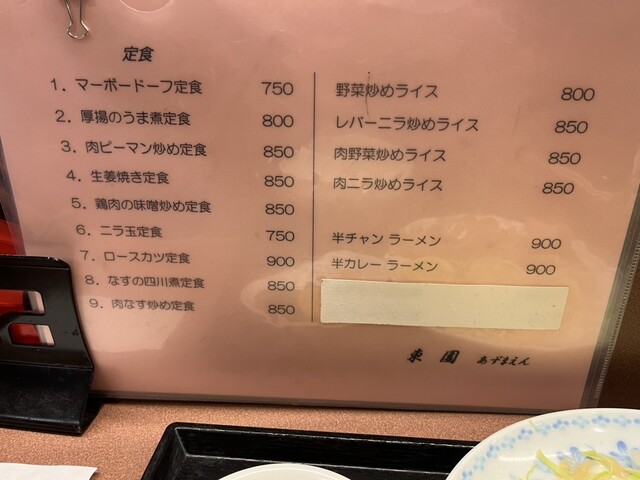 定食
1. マーボードーフ定食 750
2. 厚揚のうま煮定食 800
3. 肉ピーマン炒め定食 850
4. 生姜焼き定食 850
5. 鶏肉の味噌炒め定食 850
6. ニラ玉定食 750
7. ロースカツ定食 900
8. なすの四川煮定食 850
9. 肉なす炒め定食 850
野菜炒めライス 800
レバーニラ炒めライス 850
肉野菜炒めライス 850
肉ニラ炒めライス 850
半チャン ラーメン 900
半カレー ラーメン 900
東園 あずまえん